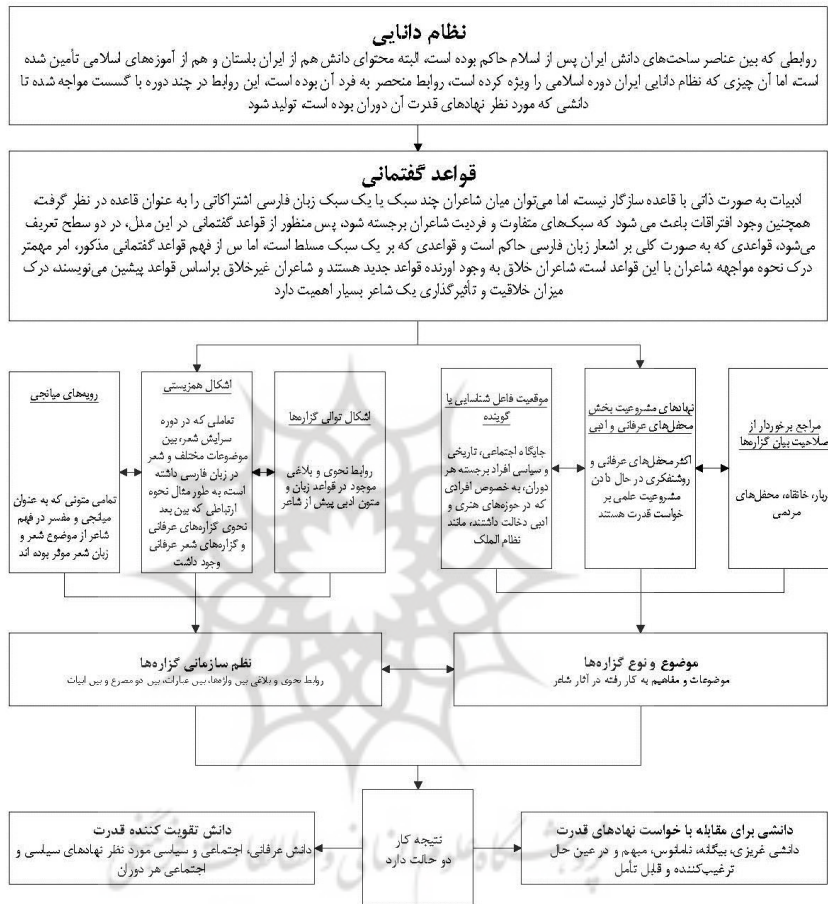 نظام دانایی
روابطی که بین عناصر ساحت‌های دانش ایران پس از اسلام حاکم بوده است، البته محتوای دانش هم از ایران باستان و هم از آموزه‌های اسلامی تأمین شده
است، اما آن چیزی که نظام دانایی ایران دوره اسلامی را ویژه کرده است، روابط منحصر به فرد آن بوده است، این روابط در چند دوره با گسست مواجه شده تا
دانشی که مورد نظر نهادهای قدرت آن دوران بوده است، تولید شود
قواعد گفتمانی
ادبیات به صورت ذاتی با قاعده سازگار نیست، اما می‌توان میان شاعران چند سبک یا یک سبک زبان فارسی اشتراکاتی را به عنوان قاعده در نظر گرفت،
همچنین وجود افتراقات باعث می شود که سبک‌های متفاوت و فردیت شاعران برجسته شود، پس منظور از قواعد گفتمانی در این مدل، در دو سطح تعریف
می‌شود، قواعدی که به صورت کلی بر اشعار زبان فارسی حاکم است و قواعدی که بر یک سبک مسلط است، اما س از فهم قواعد گفتمانی مذکور، امر مهمتر
درک نحوه مواجهه شاعران با این قواعد است، شاعران خلاق به وجود اورنده قواعد جدید هستند و شاعران غیرخلاق براساس قواعد پیشین می‌نویسند، درک
میزان خلاقیت و تأثیرگذاری یک شاعر بسیار اهمیت دارد
مراجع برخوردار از
صلاحیت بیان گزاره‌ها
ربار، خانقاه، محفل‌های
مردمی
نهادهای مشروعیت بخش
محفل‌های عرفانی و ادبی
اکثر محفل‌های عرفانی و
روشنفکری در حال دادن
مشروعیت علمی بر
خواست قدرت هستند
موقعیت فاعل شناسایی یا
گوینده
جایگاه اجتماعی، تاریخی
و سیاسی افراد برجسته هر
دوران، به خصوص افرادی
که در حوزه‌های هنری و
ادبی دخالت داشتند، مانند
نظام الملک
اشکال توالی گزاره‌ها
روابط نحوی و بلاغی
موجود در قواعد زبان و
متون ادبی پیش از شاعر
اشکال همزیستی
تعاملی که در دوره
سرایش شعر، بین
موضوعات مختلف و شعر
در زبان فارسی داشته
است، به طور مثال نحوه
ارتباطی که بین بعد
نحوی گزاره‌های عرفانی
و گزاره‌های شعر عرفانی
وجود داشت
رویه‌های میانجی
تمامی متونی که به عنوان
میانجی و مفسر در فهم
شاعر از موضوع شعر و
زبان شعر موثر بوده اند
موضوع و نوع گزاره‌ها
موضوعات و مفاهیم به کار رفته در آثار شاعر
نظم سازمانی گزاره‌ها
روابط نحوی و بلاغی بین واژه‌ها، بین عبارات، بین دو مصرع و بین ابیات
دانشی برای مقابله با خواست نهادهای قدرت
دانشی غریزی، بیگانه، نامانوس، مبهم و در عین حال
ترغیب‌کننده و قابل تأمل
نتیجه کار
دو حالت دارد
دانش تقویت کننده قدرت
دانش عرفانی، اجتماعی و سیاسی مورد نظر نهادهای سیاسی و
اجتماعی هر دوران
پژوهشگاه علوم انسانی و مطالعات فرهنگی